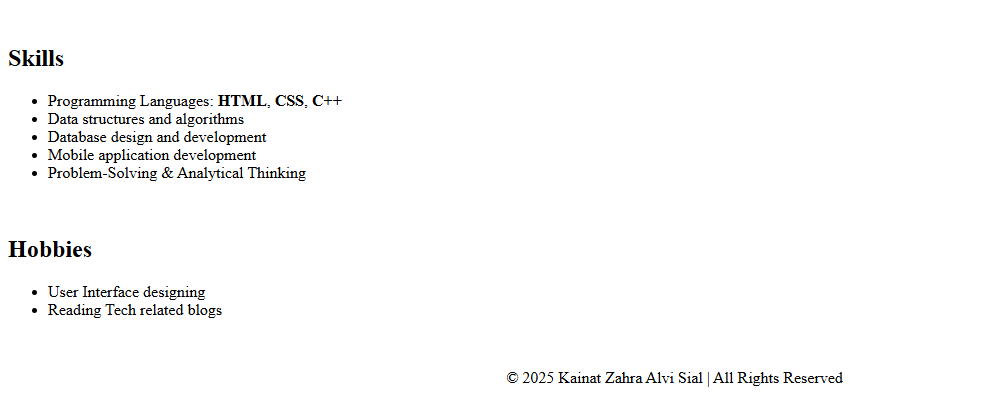 Skills
• Programming Languages: HTML, CSS, C++
• Data structures and algorithms
• Database design and development
• Mobile application development
• Problem-Solving & Analytical Thinking
Hobbies
• User Interface designing
• Reading Tech related blogs
© 2025 Kainat Zahra Alvi Sial | All Rights Reserved